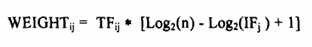 WEIGHTij = TFij * [Log2(n) - Log2(IFj ) + 1]